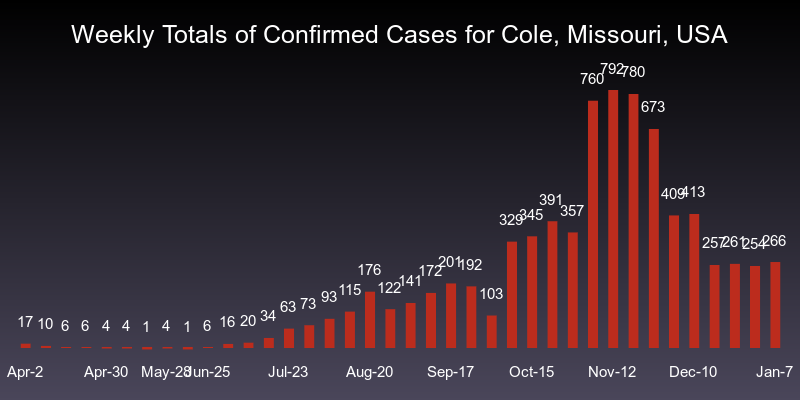 Weekly Totals of Confirmed Cases for Cole, Missouri, USA
17 10 6 6 4 4 1 4 1 6 16 20 34 63 73 93 115 176 122 141 172 201 192 103 329 345 391 357 760 792 780 673 409 413 257 261 254 266
Apr-2 Apr-30 May-28 Jun-25 Jul-23 Aug-20 Sep-17 Oct-15 Nov-12 Dec-10 Jan-7